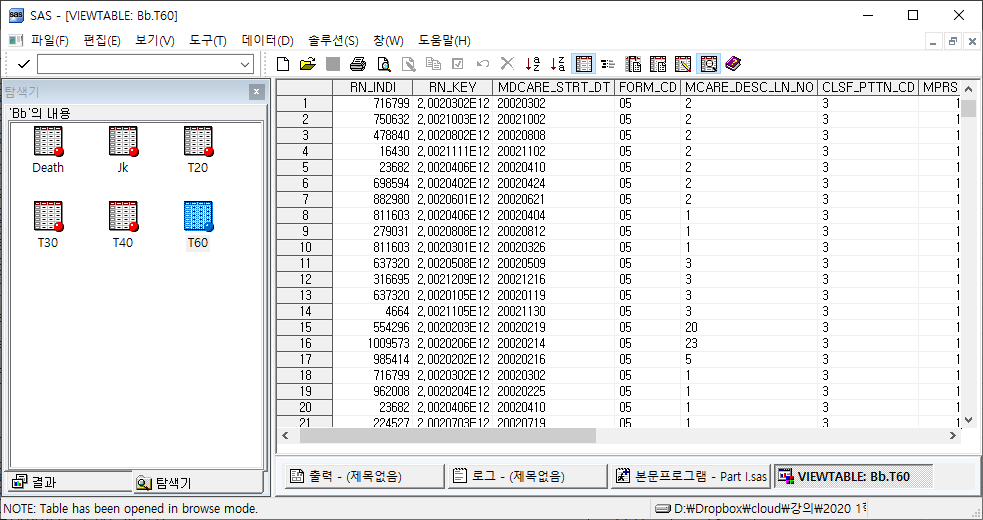 SAS - [VIEWTABLE: Bb.T60]
파일(F) 편집(E) 보기(V) 도구(T) 데이터(D) 솔루션(S) 창(W) 도움말(H)
탐색기
'Bb'의 내용
Death Jk T20
T30 T40 T60
결과 탐색기
RN_INDI RN_KEY MDCARE_STRT_DT FORM_CD MCARE_DESC_LN_NO CLSF_PTTN_CD MPRS
1 716799 2,0020302E12 20020302 05 2 3 1
2 750632 2,0021003E12 20021002 05 2 3 1
3 478840 2,0020802E12 20020808 05 2 3 1
4 16430 2,0021111E12 20021102 05 2 3 1
5 23682 2,0020406E12 20020410 05 2 3 1
6 698594 2,0020402E12 20020424 05 2 3 1
7 882980 2,0020601E12 20020621 05 2 3 1
8 811603 2,0020406E12 20020404 05 1 3 1
9 279031 2,0020808E12 20020812 05 1 3 1
10 811603 2,0020301E12 20020326 05 1 3 1
11 637320 2,0020508E12 20020509 05 3 3 1
12 316695 2,0021209E12 20021216 05 3 3 1
13 637320 2,0020105E12 20020119 05 3 3 1
14 4664 2,0021105E12 20021130 05 3 3 1
15 554296 2,0020203E12 20020219 05 20 3 1
16 1009573 2,0020206E12 20020214 05 23 3 1
17 985414 2,0020202E12 20020216 05 5 3 1
18 716799 2,0020302E12 20020302 05 1 3 1
19 962008 2,0020204E12 20020225 05 1 3 1
20 23682 2,0020406E12 20020410 05 1 3 1
21 224527 2,0020703E12 20020719 05 1 3 1
출력 - (제목없음) 로그 - (제목없음) 본문프로그램 - Part I.sas VIEWTABLE: Bb.T60
NOTE: Table has been opened in browse mode. D:₩Dropbox₩cloud₩강의₩2020 1학